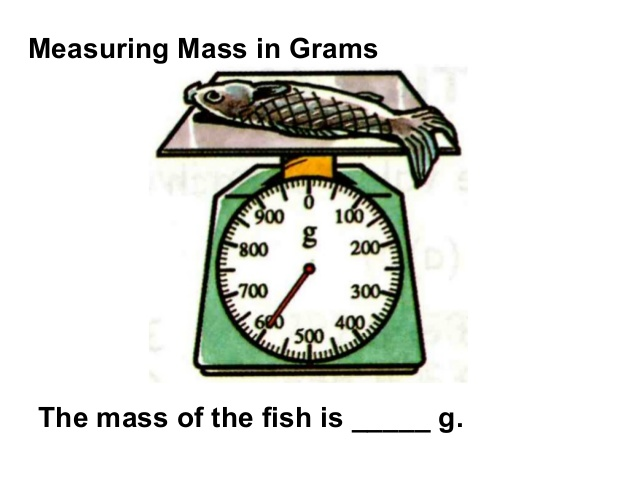 Measuring Mass in Grams
0
900 100
g
800 200
700 300
600 400
500
The mass of the fish is _____ g.